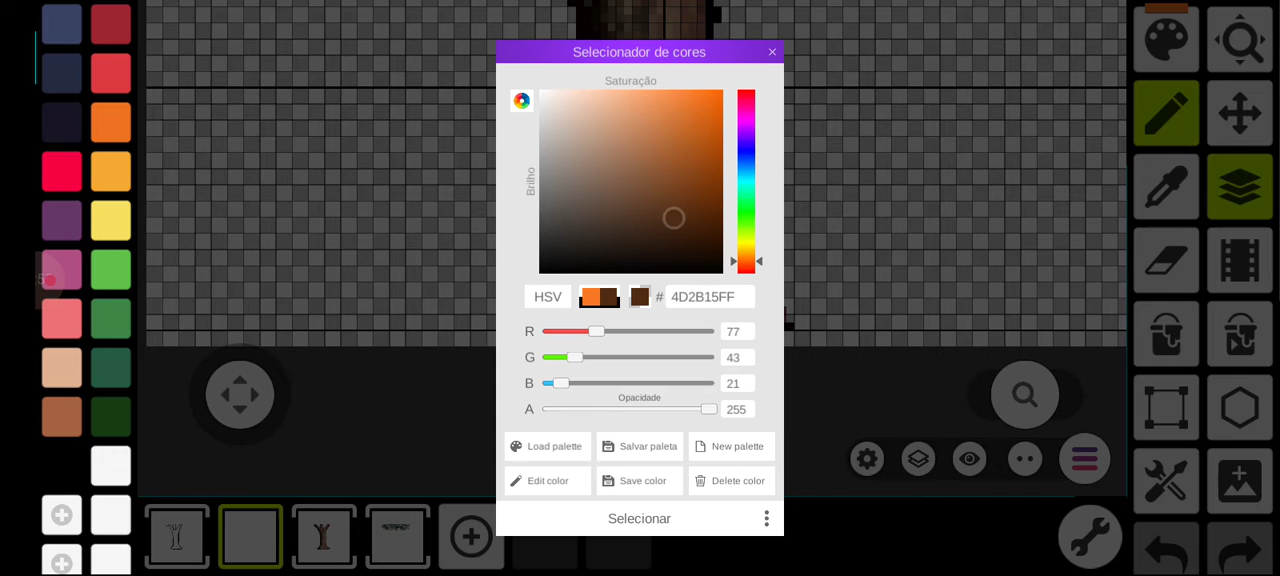 Selecionador de cores
Saturação
Brilho
HSV # 4D2B15FF
R 77
G 43
B 21
Opacidade
A 255
Load palette Salvar paleta New palette
Edit color Save color Delete color
Selecionar